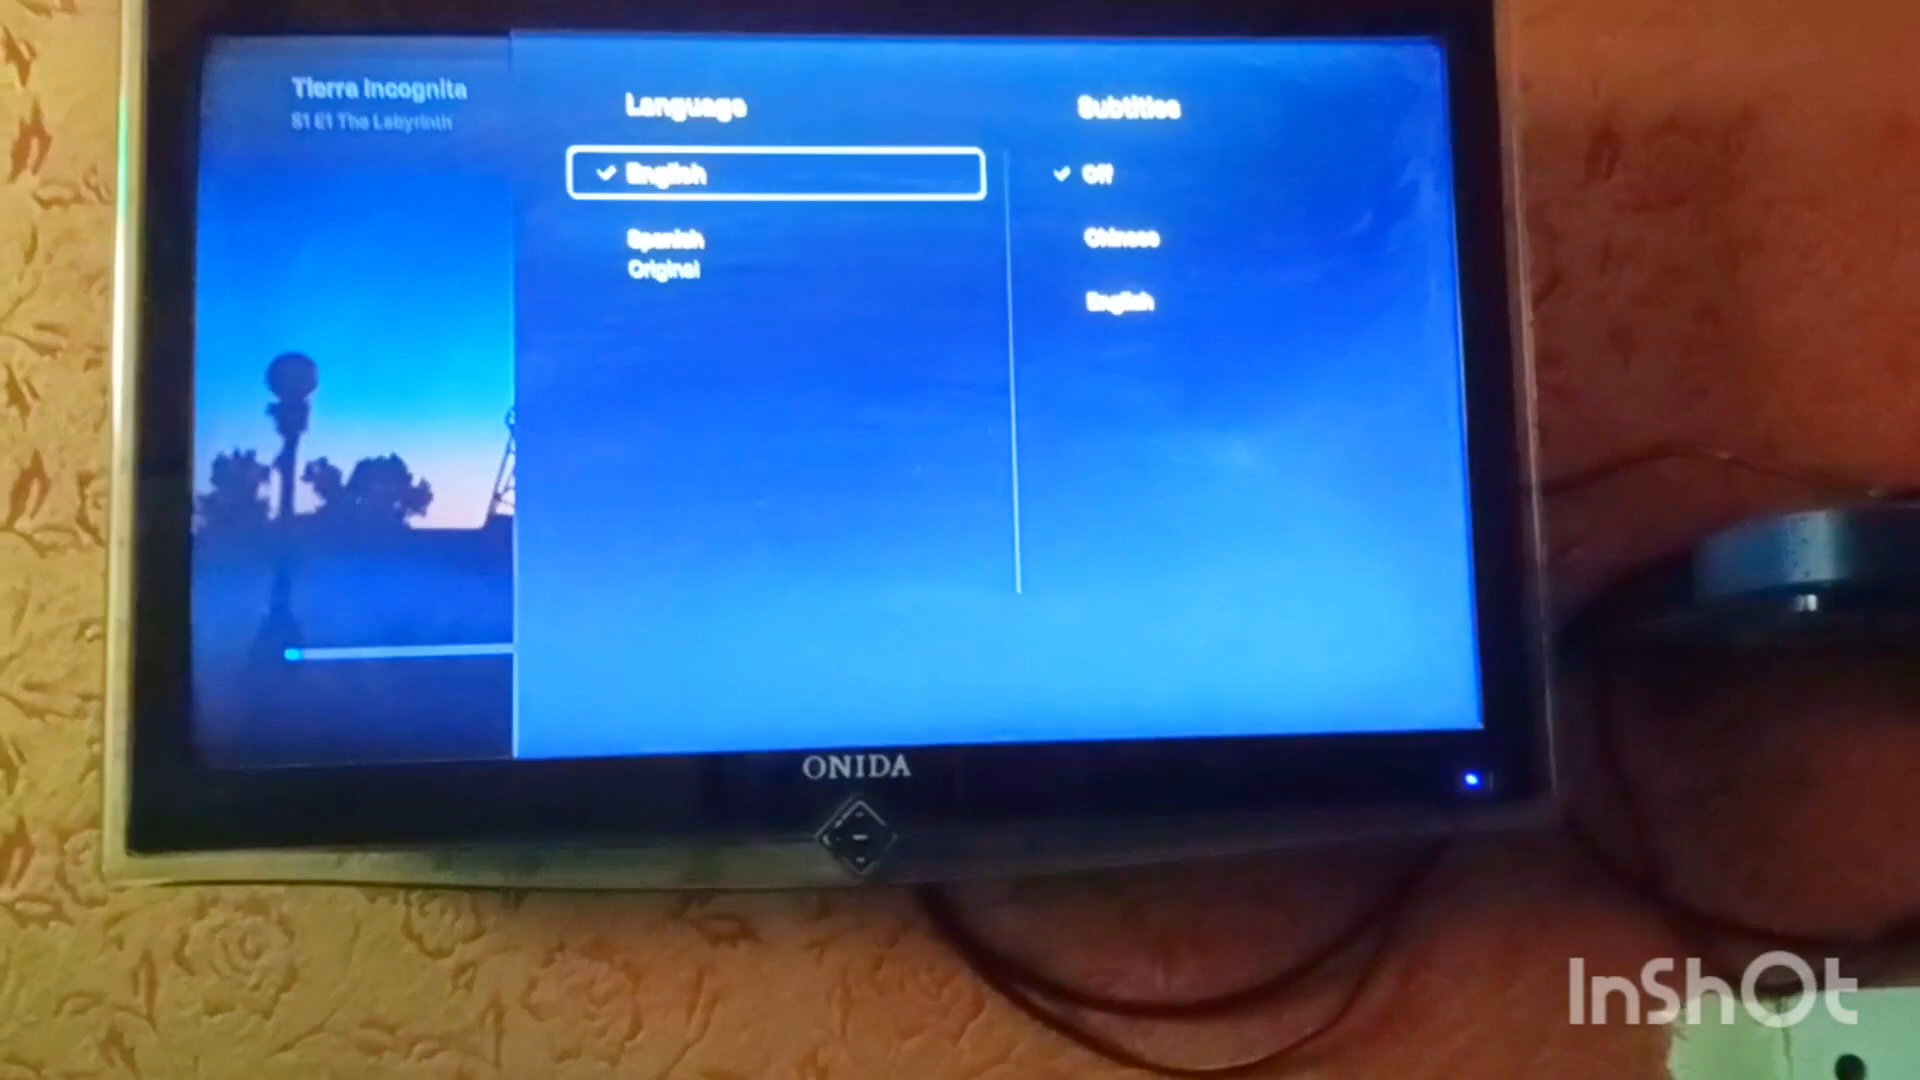 Tierra Incognita
S1 E1 The Labyrinth
Language
English
Spanish
Original
Subtitles
Off
Chinese
English
ONIDA
InShOt